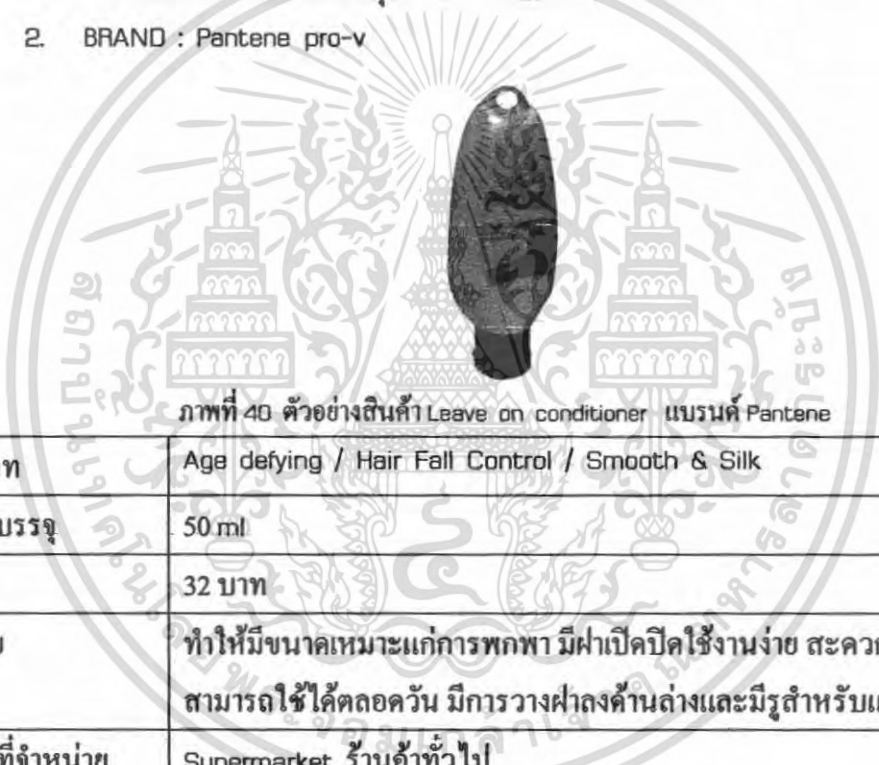 2. BRAND : Pantene pro-v
ภาพที่ 40 ตัวอย่างสินค้า Leave on conditioner แบรนด์ Pantene
Age defying / Hair Fall Control / Smooth & Silk
บรรจุ 50 ml
32 บาท
ทำให้มีขนาดเหมาะแก่การพกพา มีฝาเปิดปิดใช้งานง่าย
สามารถใช้ได้ตลอดวัน มีการวางฝาลงด้านล่างและมีรูสำหรับ
ที่จำหน่าย Supermarket ร้านค้าทั่วไป